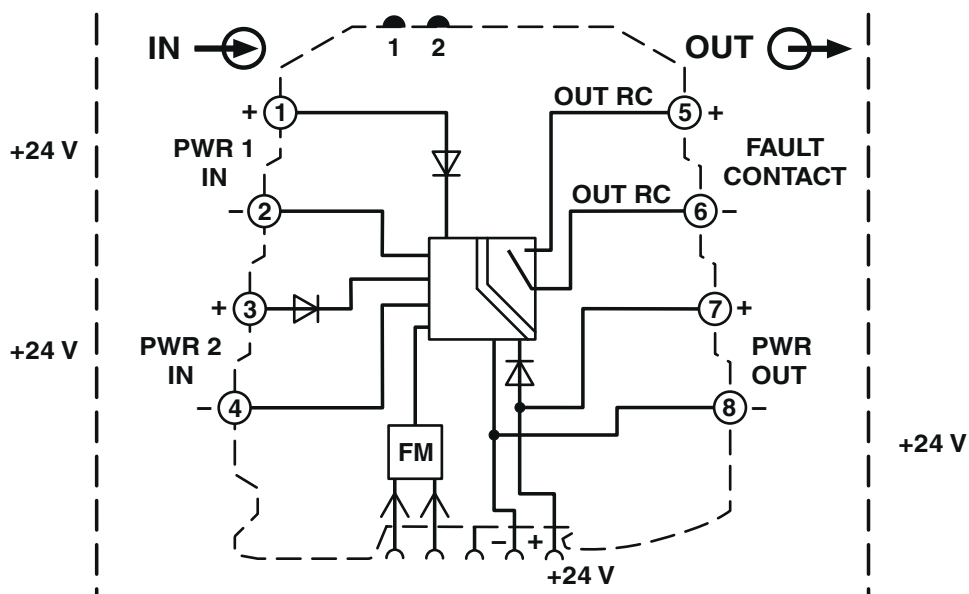 IN
OUT
1 2
OUT RC
+ 1
5 +
+24 V
PWR 1
IN
FAULT
CONTACT
OUT RC
– 2
6 –
+ 3
7 +
+24 V
PWR 2
IN
PWR
OUT
– 4
8 –
FM
+24 V
– +
+24 V